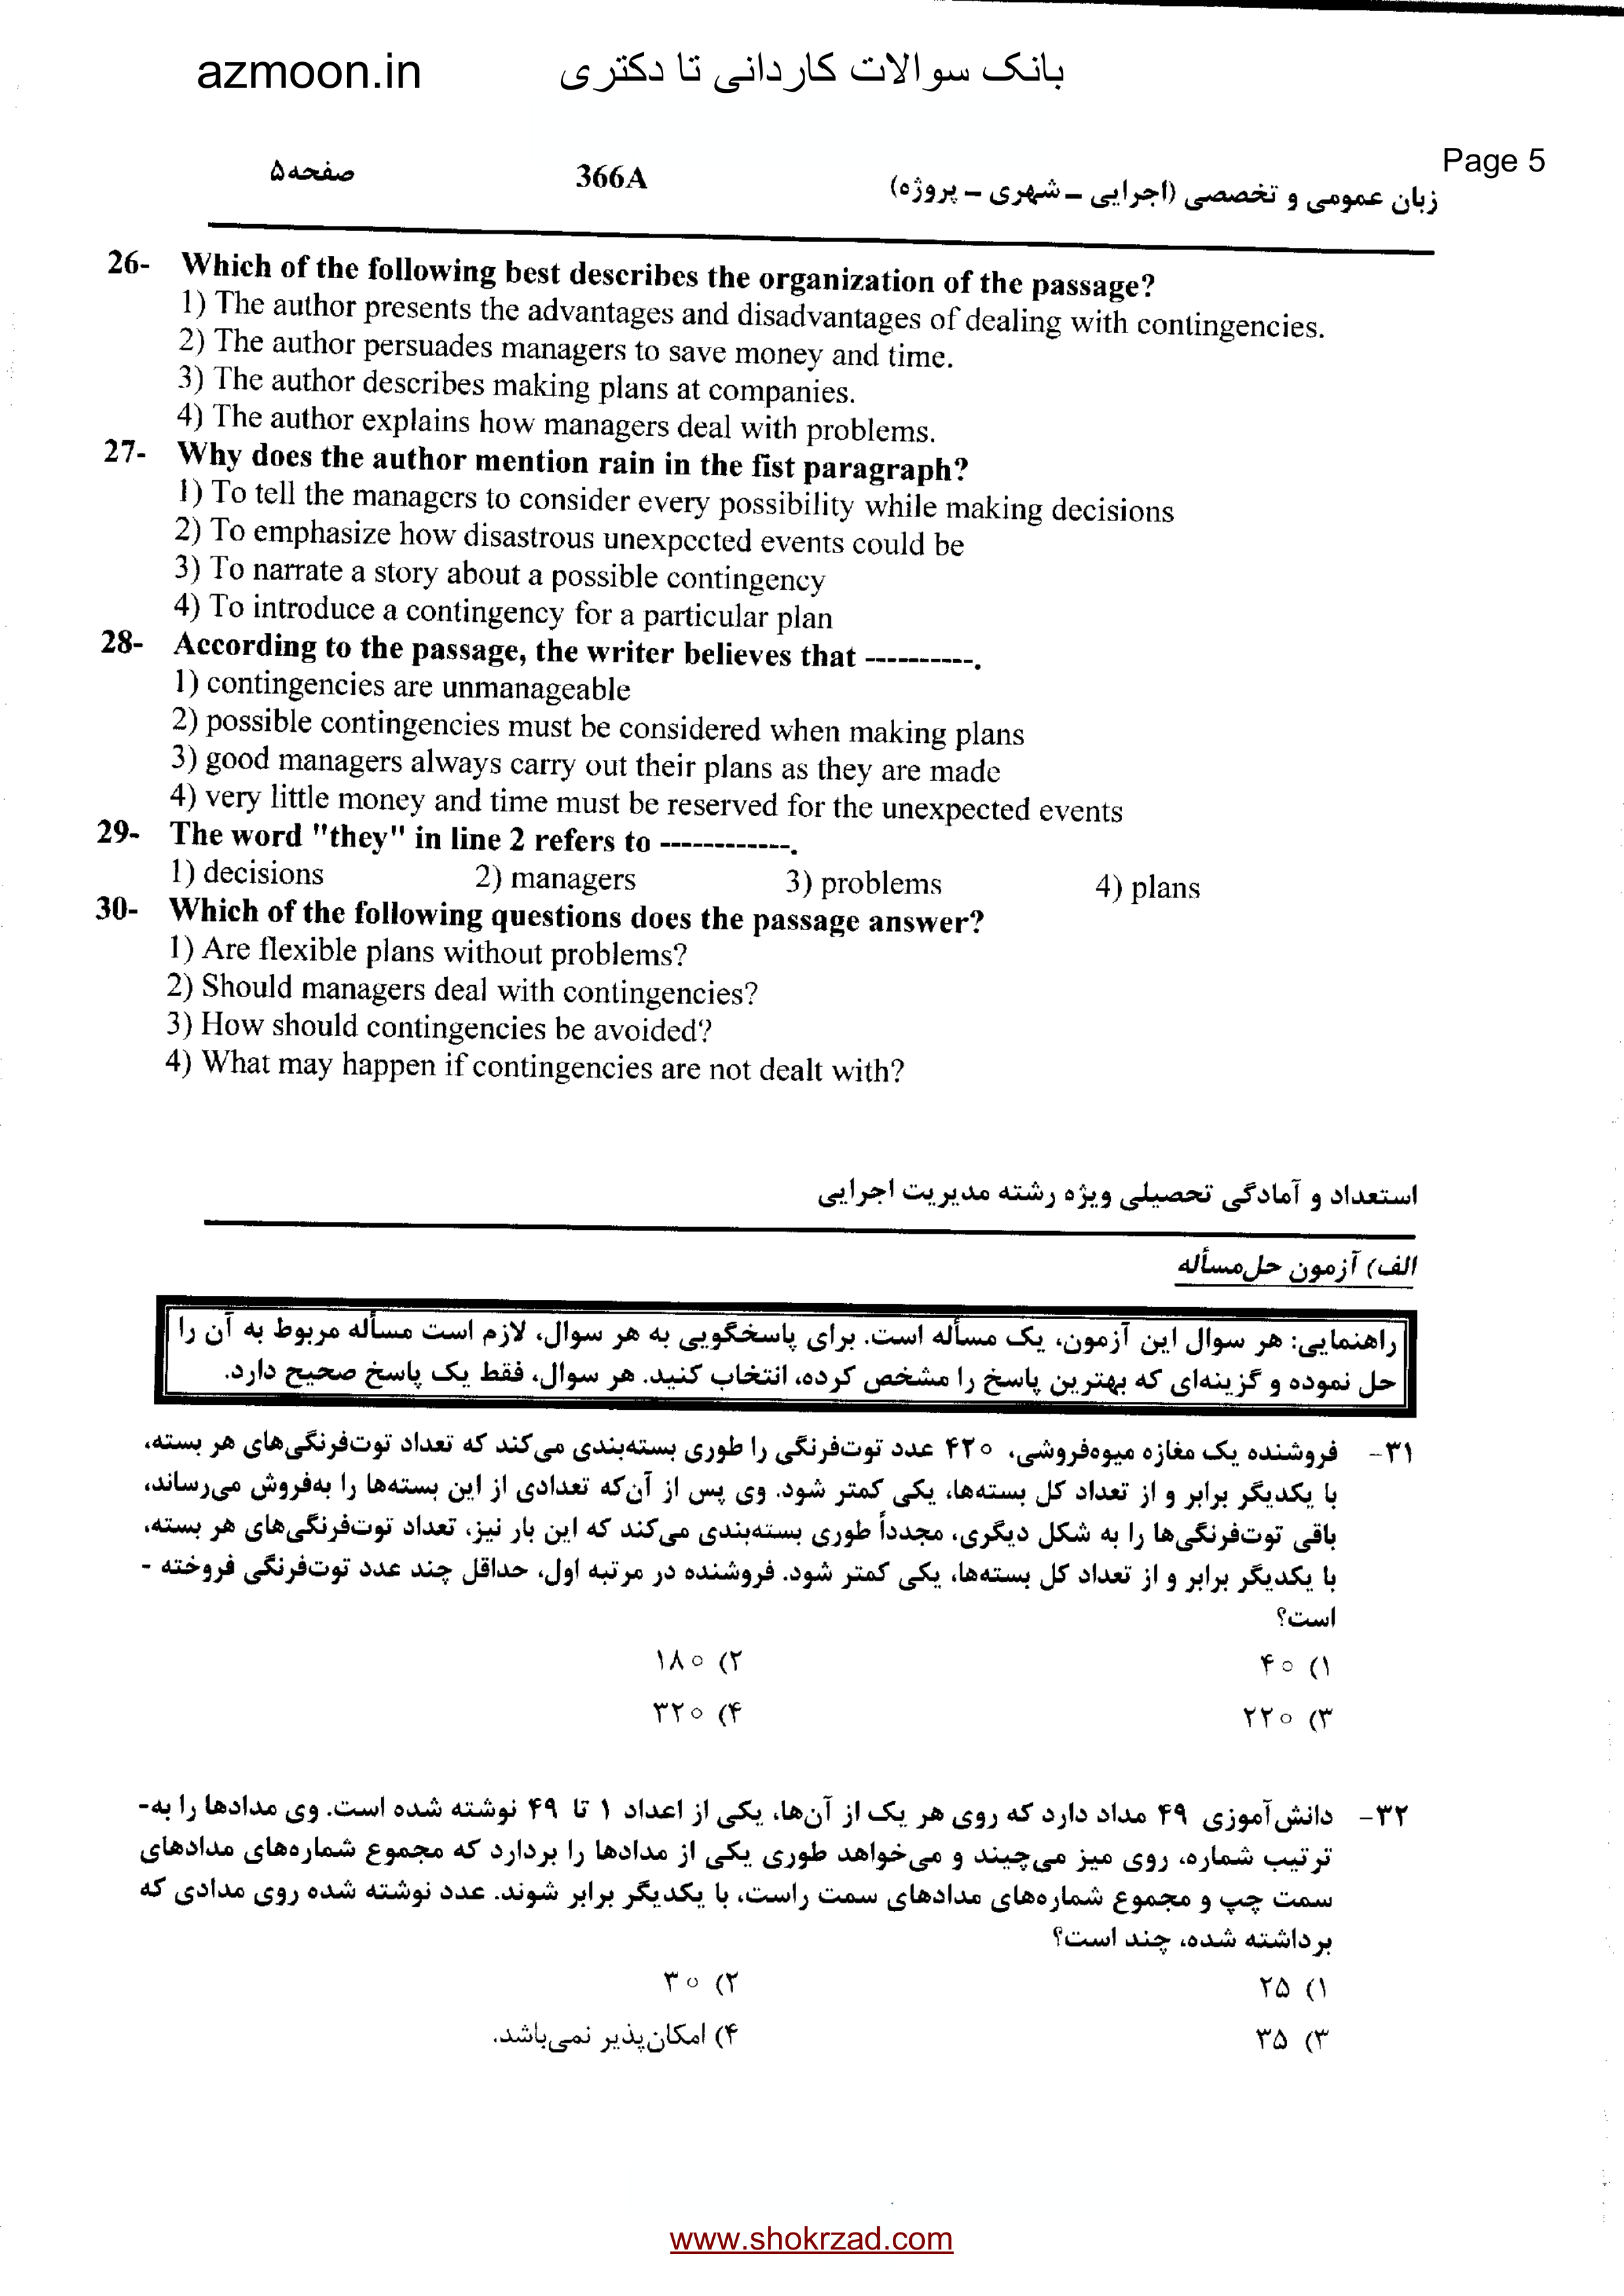 azmoon.in بانک سوالات کاردانی تا دکتری
Page 5
زبان عمومی و تخصصی (اجرایی – شهری – پروژه) 366A صفحه ۵
26- Which of the following best describes the organization of the passage?
1) The author presents the advantages and disadvantages of dealing with contingencies.
2) The author persuades managers to save money and time.
3) The author describes making plans at companies.
4) The author explains how managers deal with problems.
27- Why does the author mention rain in the fist paragraph?
1) To tell the managers to consider every possibility while making decisions
2) To emphasize how disastrous unexpected events could be
3) To narrate a story about a possible contingency
4) To introduce a contingency for a particular plan
28- According to the passage, the writer believes that ----------.
1) contingencies are unmanageable
2) possible contingencies must be considered when making plans
3) good managers always carry out their plans as they are made
4) very little money and time must be reserved for the unexpected events
29- The word "they" in line 2 refers to ------------.
1) decisions 2) managers 3) problems 4) plans
30- Which of the following questions does the passage answer?
1) Are flexible plans without problems?
2) Should managers deal with contingencies?
3) How should contingencies be avoided?
4) What may happen if contingencies are not dealt with?
استعداد و آمادگی تحصیلی ویژه رشته مدیریت اجرایی
الف) آزمون حل‌مسأله
راهنمایی: هر سوال این آزمون، یک مسأله است. برای پاسخگویی به هر سوال، لازم است مسأله مربوط به آن را
حل نموده و گزینه‌ای که بهترین پاسخ را مشخص کرده، انتخاب کنید. هر سوال، فقط یک پاسخ صحیح دارد.
۳۱- فروشنده یک مغازه میوه‌فروشی، ۴۲۰ عدد توت‌فرنگی را طوری بسته‌بندی می‌کند که تعداد توت‌فرنگی‌های هر بسته،
با یکدیگر برابر و از تعداد کل بسته‌ها، یکی کمتر شود. وی پس از آن‌که تعدادی از این بسته‌ها را به‌فروش می‌رساند،
باقی توت‌فرنگی‌ها را به شکل دیگری، مجدداً طوری بسته‌بندی می‌کند که این بار نیز، تعداد توت‌فرنگی‌های هر بسته،
با یکدیگر برابر و از تعداد کل بسته‌ها، یکی کمتر شود. فروشنده در مرتبه اول، حداقل چند عدد توت‌فرنگی فروخته -
است؟
۱) ۴۰ ۲) ۱۸۰
۳) ۲۲۰ ۴) ۳۲۰
۳۲- دانش‌آموزی ۴۹ مداد دارد که روی هر یک از آن‌ها، یکی از اعداد ۱ تا ۴۹ نوشته شده است. وی مدادها را به-
ترتیب شماره، روی میز می‌چیند و می‌خواهد طوری یکی از مدادها را بردارد که مجموع شماره‌های مدادهای
سمت چپ و مجموع شماره‌های مدادهای سمت راست، با یکدیگر برابر شوند. عدد نوشته شده روی مدادی که
برداشته شده، چند است؟
۱) ۲۵ ۲) ۳۰
۳) ۳۵ ۴) امکان‌پذیر نمی‌باشد.
www.shokrzad.com